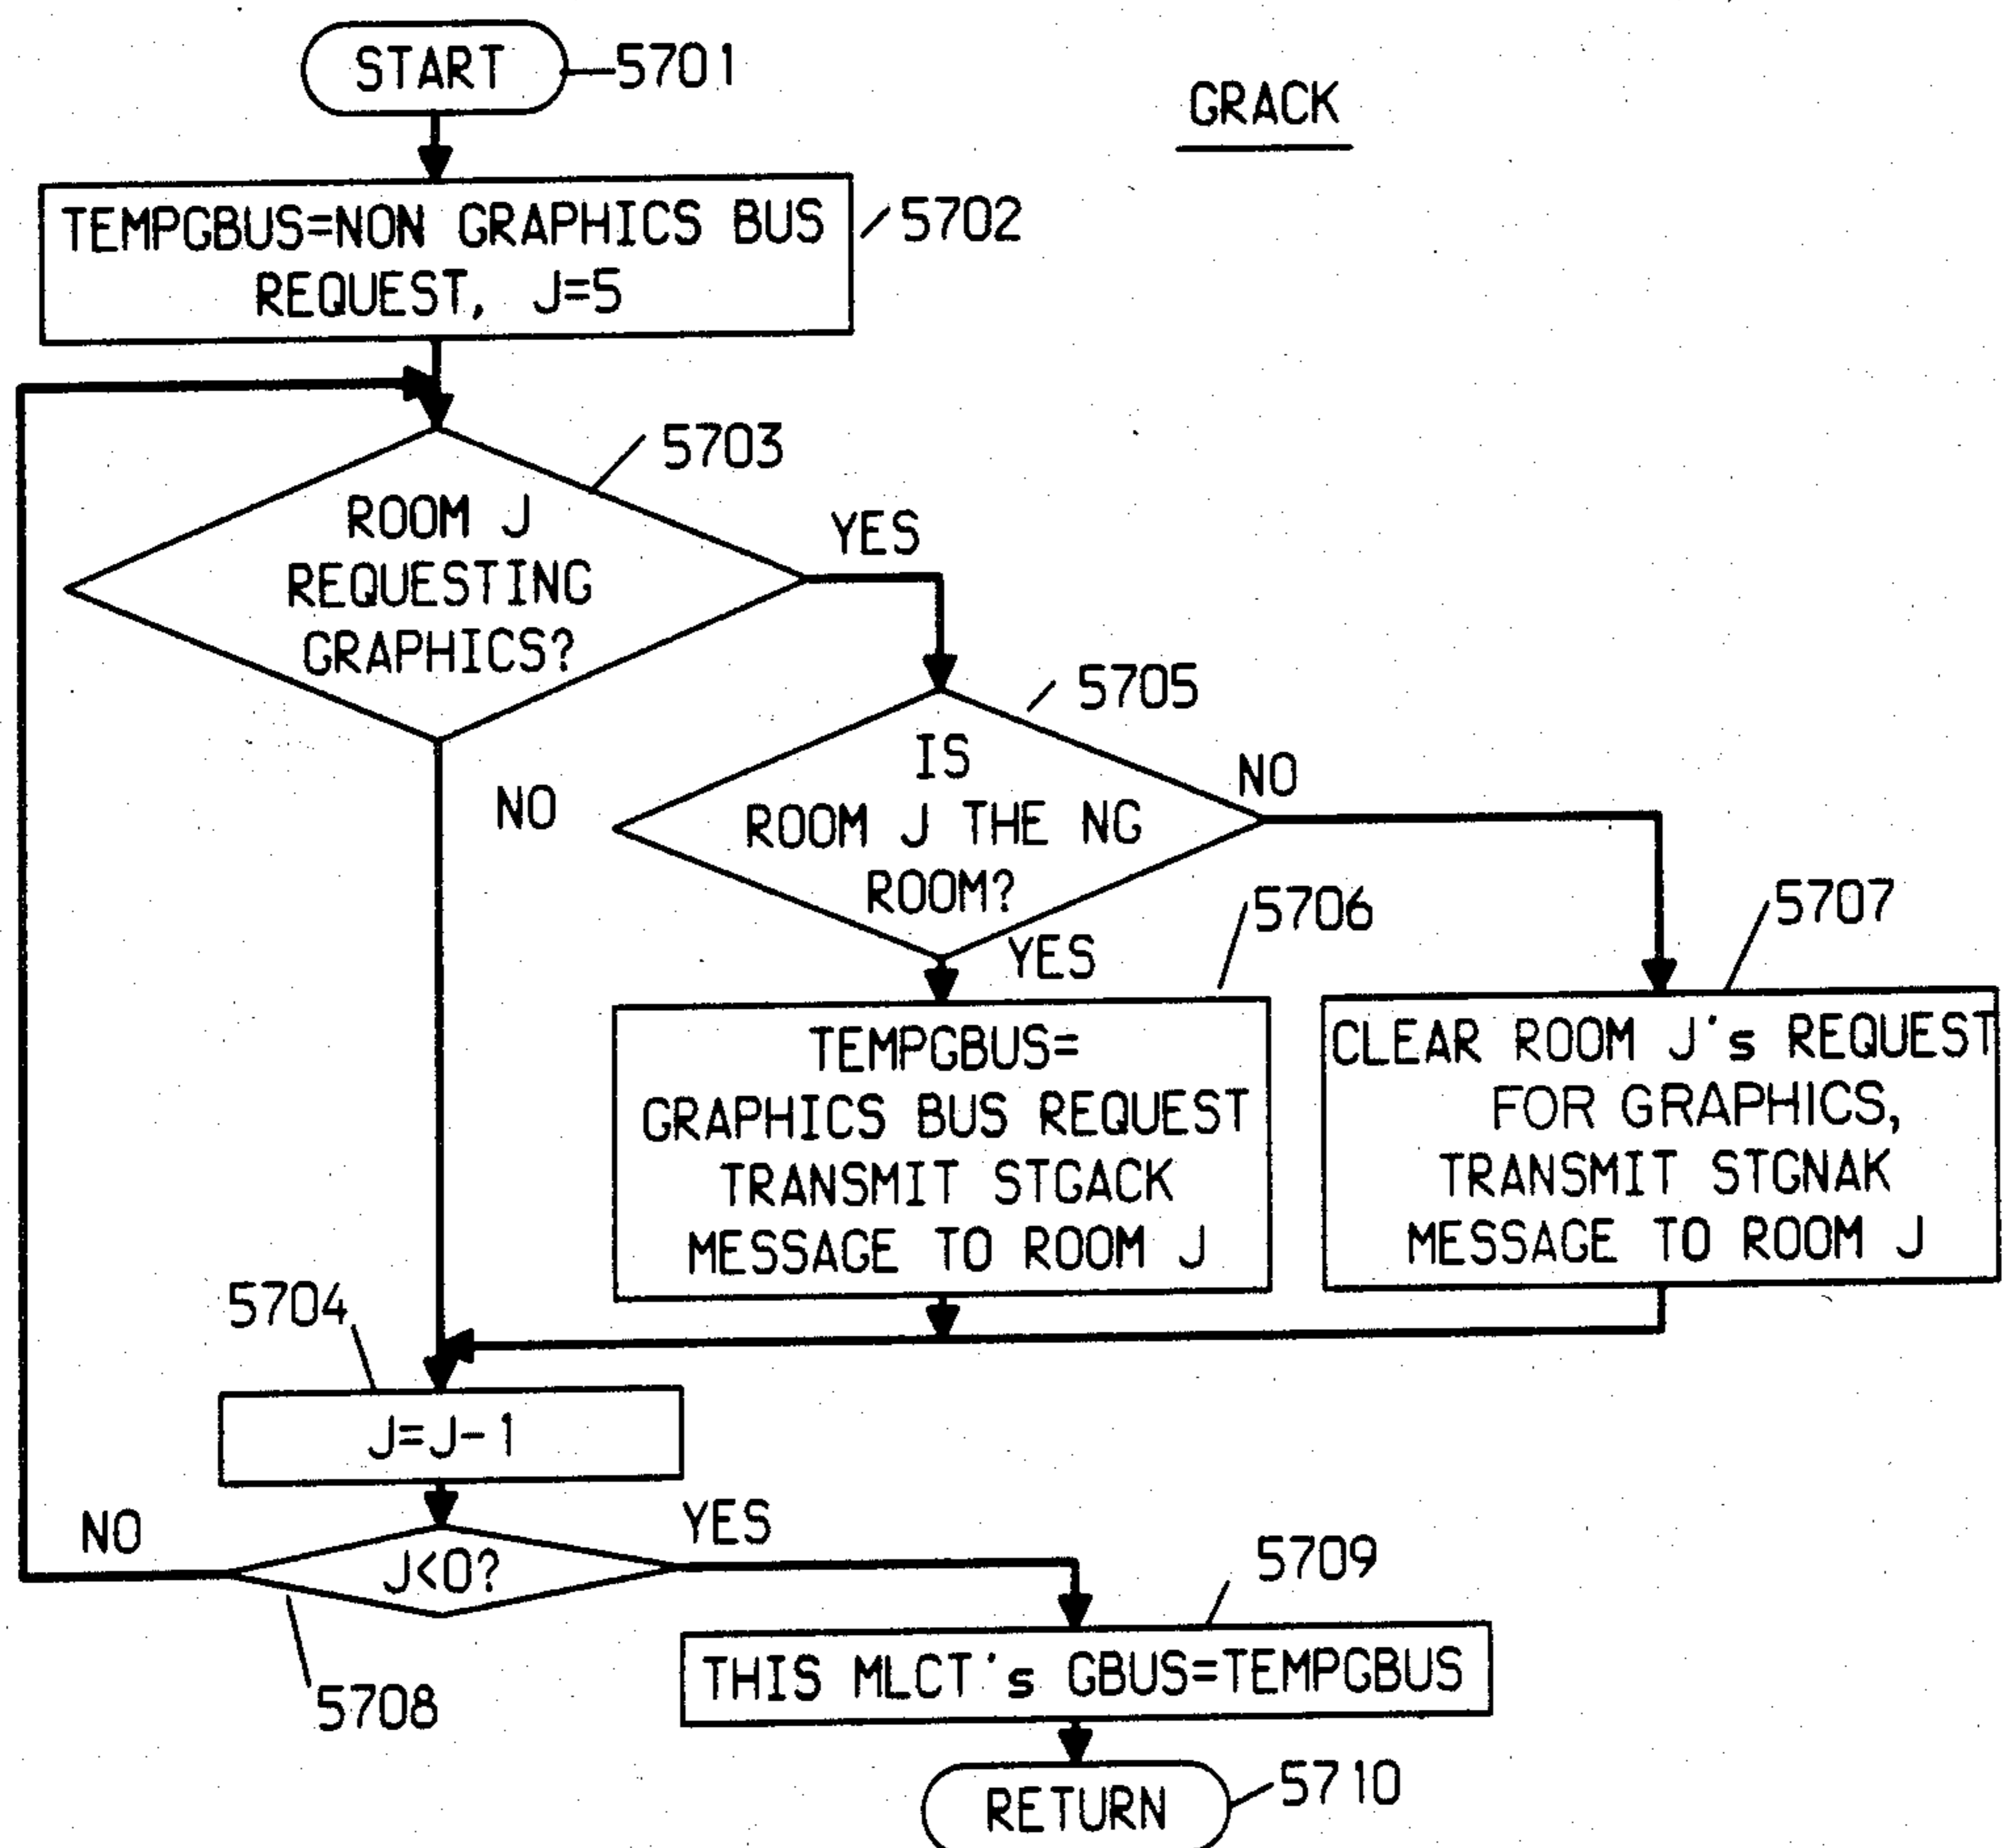 START
5701
GRACK
TEMPGBUS=NON GRAPHICS BUS
REQUEST, J=5
5702
5703
ROOM J
REQUESTING
GRAPHICS?
YES
NO
5705
IS
ROOM J THE NG
ROOM?
NO
YES
5706
5707
TEMPGBUS=
GRAPHICS BUS REQUEST
TRANSMIT STGACK
MESSAGE TO ROOM J
CLEAR ROOM J's REQUEST
FOR GRAPHICS,
TRANSMIT STGNAK
MESSAGE TO ROOM J
5704
J=J-1
NO
J<0?
YES
5708
5709
THIS MLCT's GBUS=TEMPGBUS
RETURN
5710